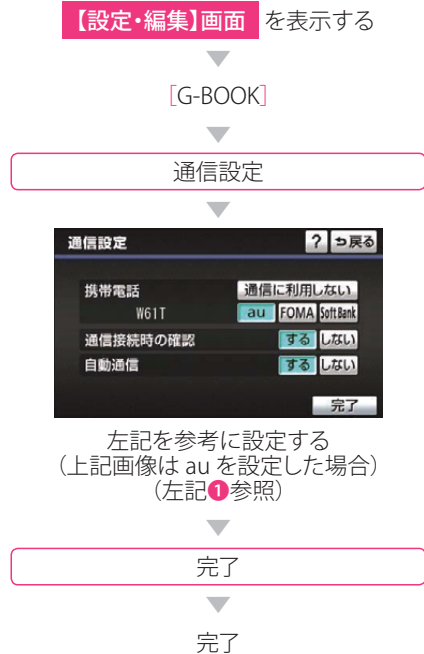 【設定・編集】画面 を表示する
[G-BOOK]
通信設定
通信設定 ? 戻る
携帯電話 通信に利用しない
W61T au FOMA SoftBank
通信接続時の確認 する しない
自動通信 する しない
完了
左記を参考に設定する
（上記画像は au を設定した場合）
（左記❶参照）
完了
完了